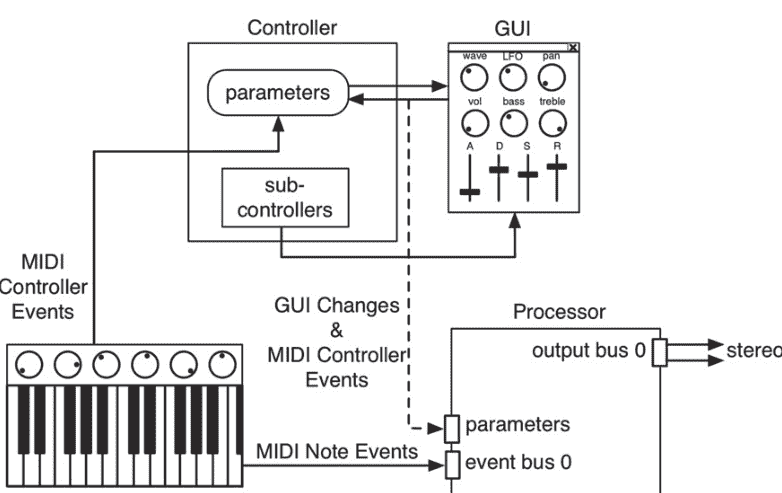 Controller
GUI
wave LFO pan
parameters
vol bass treble
A D S R
sub-
controllers
MIDI
Controller
Events
GUI Changes
&
MIDI Controller
Events
Processor
output bus 0
stereo
parameters
MIDI Note Events
event bus 0